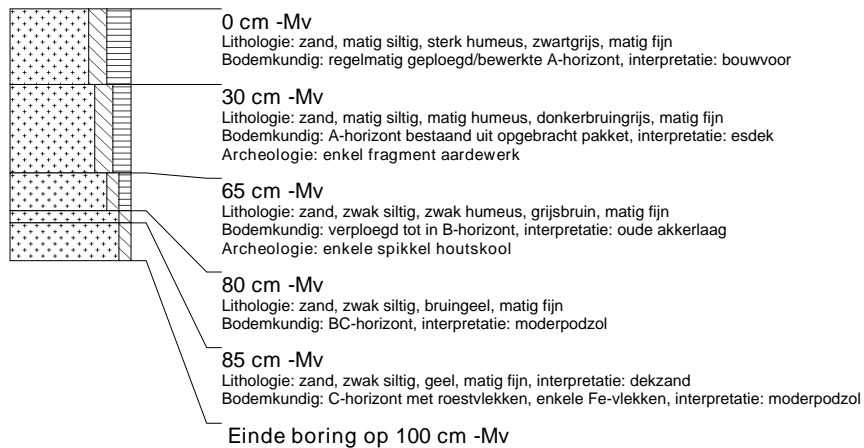 0 cm -Mv
Lithologie: zand, matig siltig, sterk humeus, zwartgrijs, matig fijn
Bodemkundig: regelmatig geploegd/bewerkte A-horizont, interpretatie: bouwvoor
30 cm -Mv
Lithologie: zand, matig siltig, matig humeus, donkerbruingrijs, matig fijn
Bodemkundig: A-horizont bestaand uit opgebracht pakket, interpretatie: esdek
Archeologie: enkel fragment aardewerk
65 cm -Mv
Lithologie: zand, zwak siltig, zwak humeus, grijsbruin, matig fijn
Bodemkundig: verploegd tot in B-horizont, interpretatie: oude akkerlaag
Archeologie: enkele spikkel houtskool
80 cm -Mv
Lithologie: zand, zwak siltig, bruingeel, matig fijn
Bodemkundig: BC-horizont, interpretatie: moderpodzol
85 cm -Mv
Lithologie: zand, zwak siltig, geel, matig fijn, interpretatie: dekzand
Bodemkundig: C-horizont met roestvlekken, enkele Fe-vlekken, interpretatie: moderpodzol
Einde boring op 100 cm -Mv